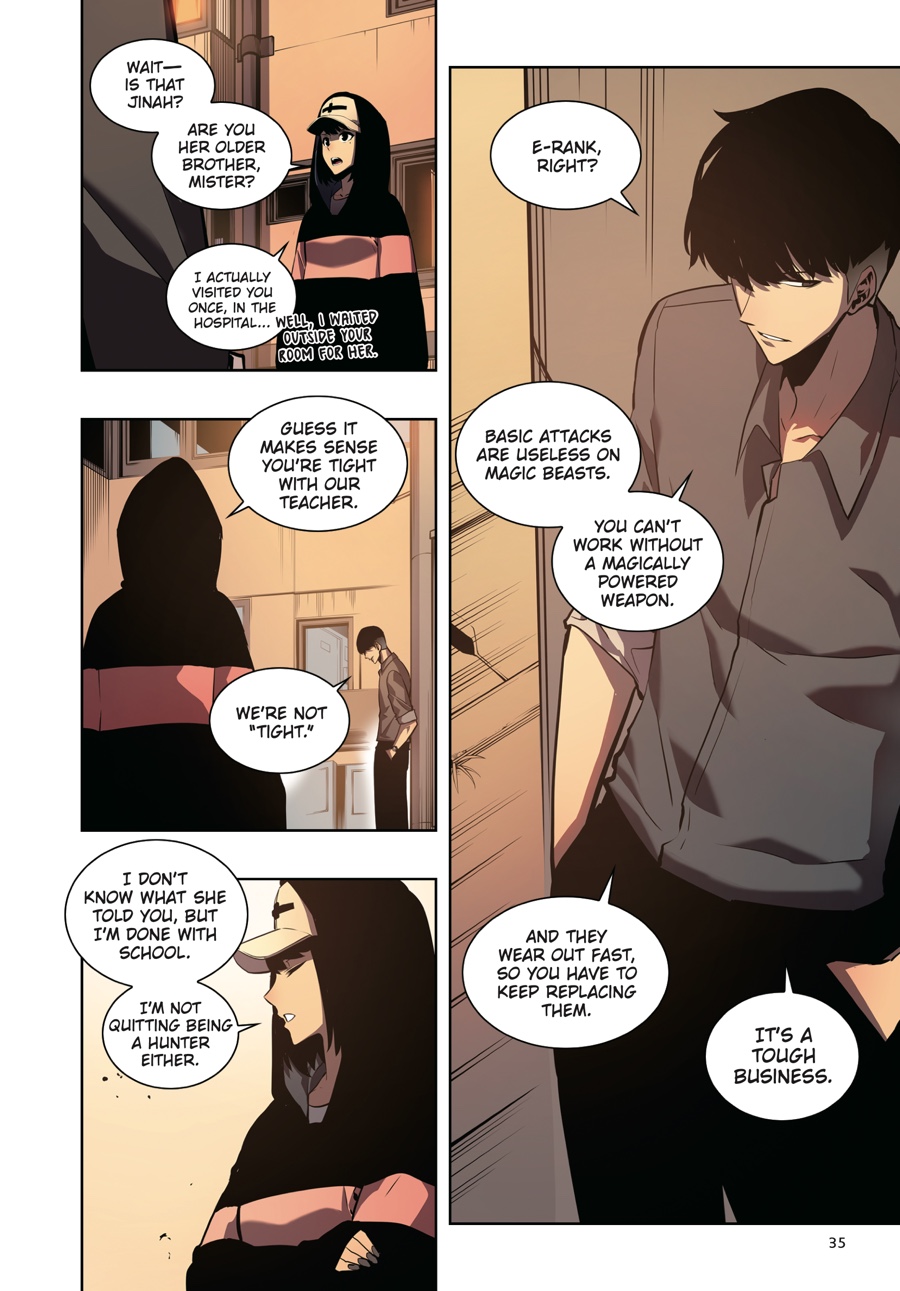 WAIT—
IS THAT
JINAH?
ARE YOU
HER OLDER
BROTHER,
MISTER?
I ACTUALLY
VISITED YOU
ONCE, IN THE
HOSPITAL...
WELL, I WAITED
OUTSIDE YOUR
ROOM FOR HER.
GUESS IT
MAKES SENSE
YOU'RE TIGHT
WITH OUR
TEACHER.
WE'RE NOT
"TIGHT."
I DON'T
KNOW WHAT SHE
TOLD YOU, BUT
I'M DONE WITH
SCHOOL.
I'M NOT
QUITTING BEING
A HUNTER
EITHER.
E-RANK,
RIGHT?
BASIC ATTACKS
ARE USELESS ON
MAGIC BEASTS.
YOU CAN'T
WORK WITHOUT
A MAGICALLY
POWERED
WEAPON.
AND THEY
WEAR OUT FAST,
SO YOU HAVE TO
KEEP REPLACING
THEM.
IT'S A
TOUGH
BUSINESS.
35